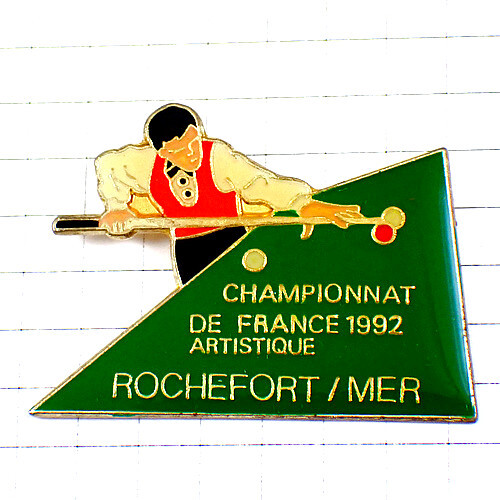 CHAMPIONNAT
DE FRANCE 1992
ARTISTIQUE
ROCHEFORT / MER